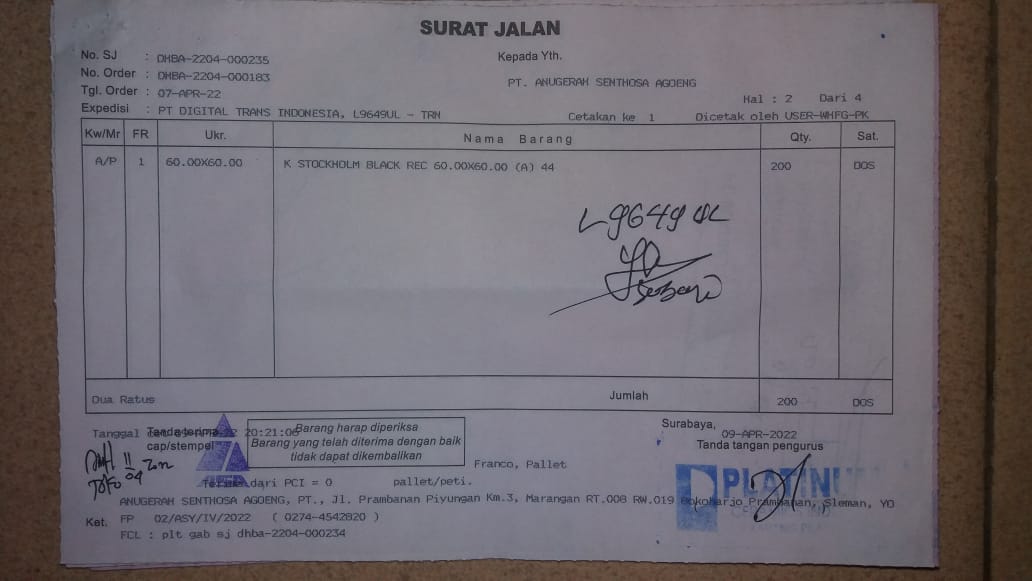 SURAT JALAN
No. SJ : DHBA-2204-000235
Kepada Yth.
No. Order : DHBA-2204-000183
PT. ANUGERAH SENTHOSA AGOENG
Tgl. Order : 07-APR-22
Hal : 2 Dari 4
Expedisi : PT DIGITAL TRANS INDONESIA, L9649UL - TRN
Cetakan ke 1 Dicetak oleh USER-WHFG-PK
Kw/Mr FR Ukr. Nama Barang Qty. Sat.
A/P 1 60.00X60.00 K STOCKHOLM BLACK REC 60.00X60.00 (A) 44 200 DOS
L9649UL
Dua Ratus Jumlah 200 DOS
Surabaya, 09-APR-2022
Tanggal 20:21:06
Tanda terima
cap/stempel
Barang harap diperiksa
Barang yang telah diterima dengan baik
tidak dapat dikembalikan
Tanda tangan pengurus
Franco, Pallet
11/04
dari PCI = 0 pallet/peti.
PLATINUM
ANUGERAH SENTHOSA AGOENG, PT., Jl. Prambanan Piyungan Km.3, Marangan RT.008 RW.019 Bokoharjo Prambanan, Sleman, YO
Ket. FP 02/ASY/IV/2022 ( 0274-4542820 )
FCL : plt gab sj dhba-2204-000234